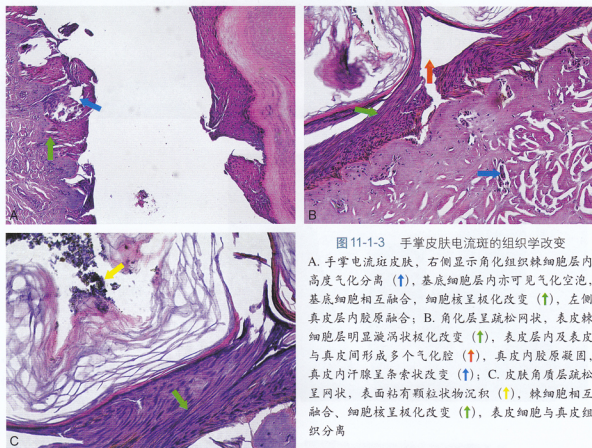 A
B
C
图11-1-3 手掌皮肤电流斑的组织学改变
A. 手掌电流斑皮肤、右侧显示角化组织棘细胞层内
高度气化分离（↑），基底细胞层内亦可见气化空泡，
基底细胞相互融合，细胞核呈极化改变（↑），左侧
真皮层内胶原融合；B. 角化层呈疏松网状，表皮棘
细胞层明显漩涡状极化改变（↑），表皮层内及表皮
与真皮间形成多个气化腔（↑），真皮内胶原凝固，
真皮内汗腺呈条索状改变（↑）；C. 皮肤角质层疏松
呈网状，表面粘有颗粒状物沉积（↑），棘细胞相互
融合、细胞核呈极化改变（↑），表皮细胞与真皮组
织分离